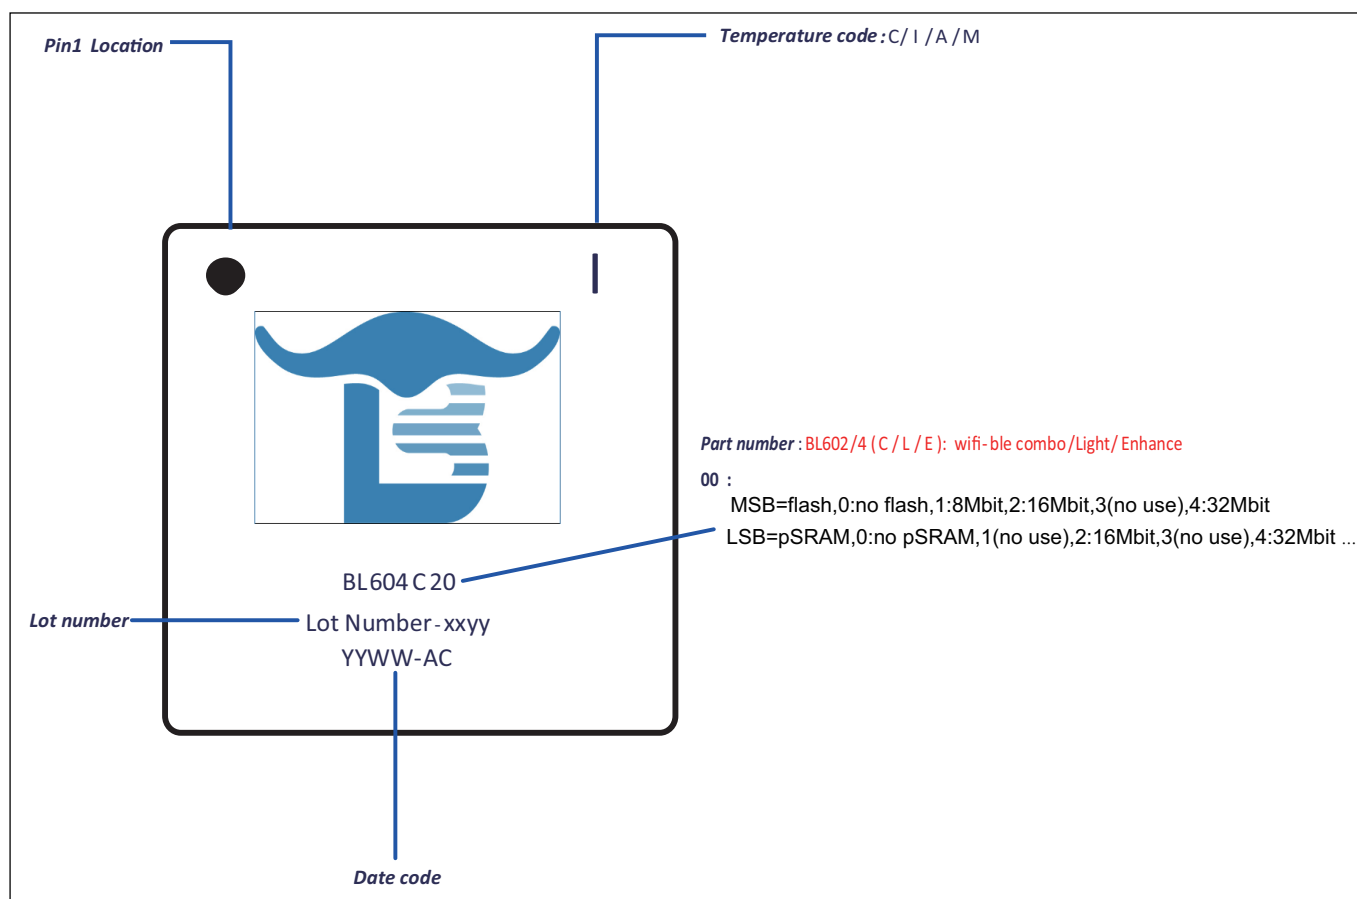 Pin1 Location
Temperature code : C/ I /A /M
I
Part number : BL602/4 ( C / L / E ): wifi-ble combo/Light/ Enhance
00 :
MSB=flash,0:no flash,1:8Mbit,2:16Mbit,3(no use),4:32Mbit
LSB=pSRAM,0:no pSRAM,1(no use),2:16Mbit,3(no use),4:32Mbit ...
BL604 C 20
Lot number
Lot Number-xxyy
YYWW-AC
Date code